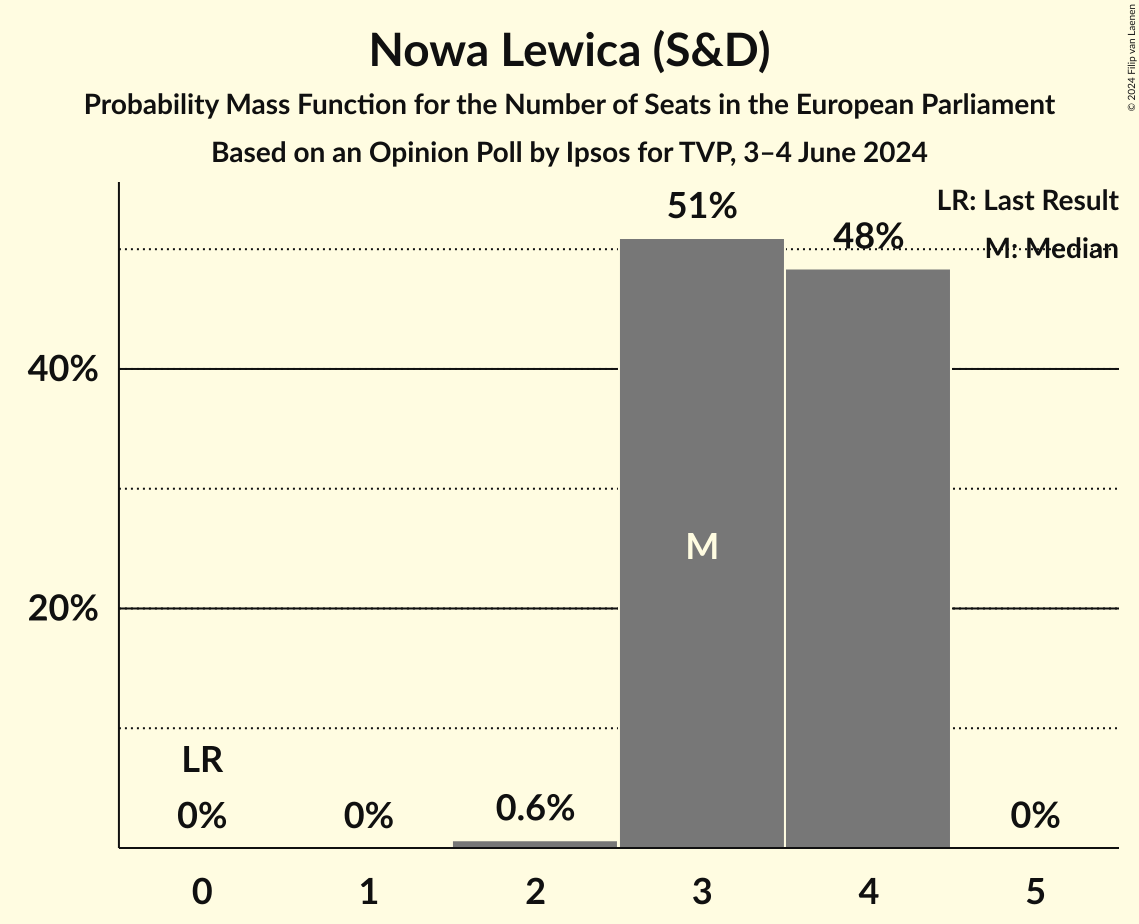 Nowa Lewica (S&D)
Probability Mass Function for the Number of Seats in the European Parliament
Based on an Opinion Poll by Ipsos for TVP, 3–4 June 2024
© 2024 Filip van Laenen
LR: Last Result
M: Median
51%
48%
40%
M
20%
LR
0%
0%
0.6%
0%
0
1
2
3
4
5